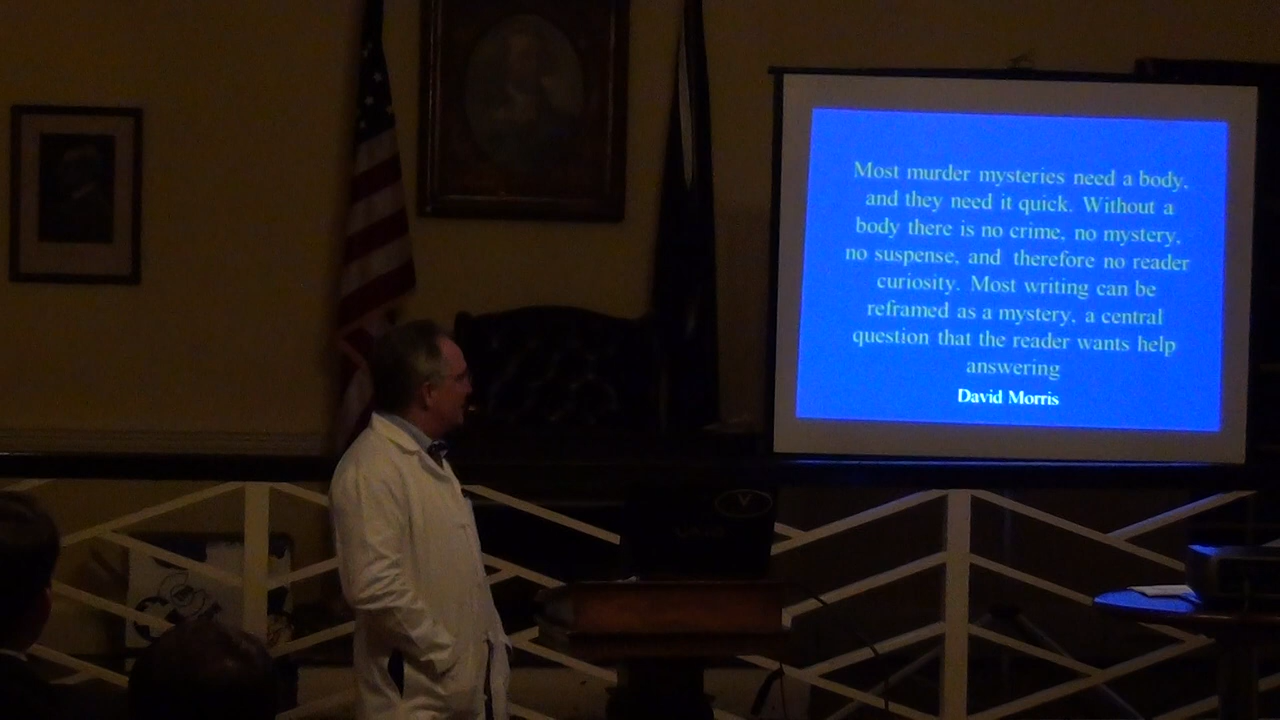 Most murder mysteries need a body,
and they need it quick. Without a
body there is no crime, no mystery,
no suspense, and therefore no reader
curiosity. Most writing can be
reframed as a mystery, a central
question that the reader wants help
answering
David Morris
V